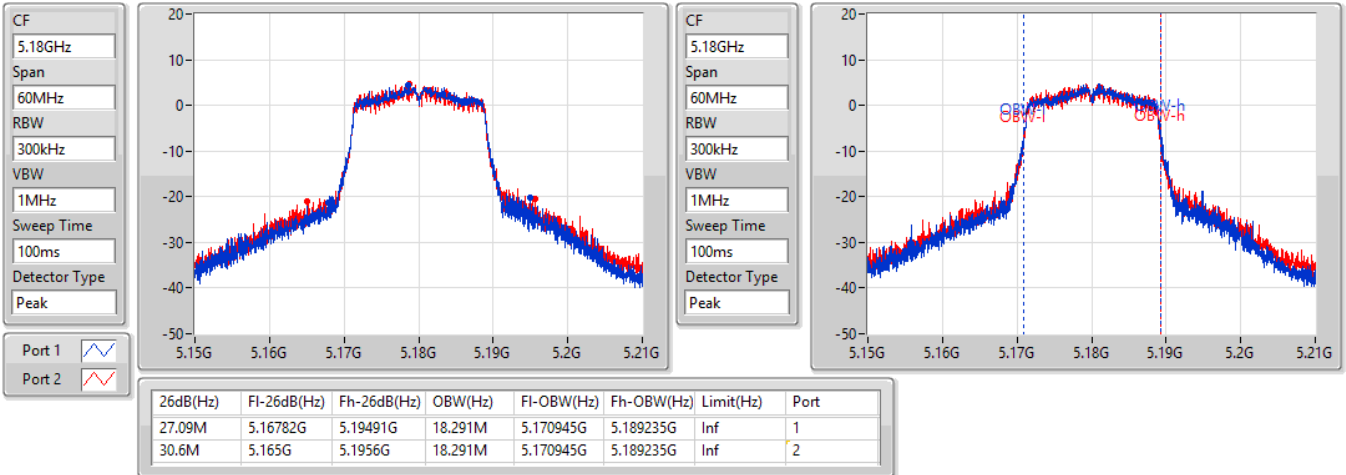 CF
5.18GHz
Span
60MHz
RBW
300kHz
VBW
1MHz
Sweep Time
100ms
Detector Type
Peak
Port 1
Port 2
20
10
0
-10
-20
-30
-40
-50
5.15G 5.16G 5.17G 5.18G 5.19G 5.2G 5.21G
CF
5.18GHz
Span
60MHz
RBW
300kHz
VBW
1MHz
Sweep Time
100ms
Detector Type
Peak
20
10
0
-10
-20
-30
-40
-50
OBW-l
OBW-h
OBW-h
5.15G 5.16G 5.17G 5.18G 5.19G 5.2G 5.21G
26dB(Hz) Fl-26dB(Hz) Fh-26dB(Hz) OBW(Hz) Fl-OBW(Hz) Fh-OBW(Hz) Limit(Hz) Port
27.09M 5.16782G 5.19491G 18.291M 5.170945G 5.189235G Inf 1
30.6M 5.165G 5.1956G 18.291M 5.170945G 5.189235G Inf 2